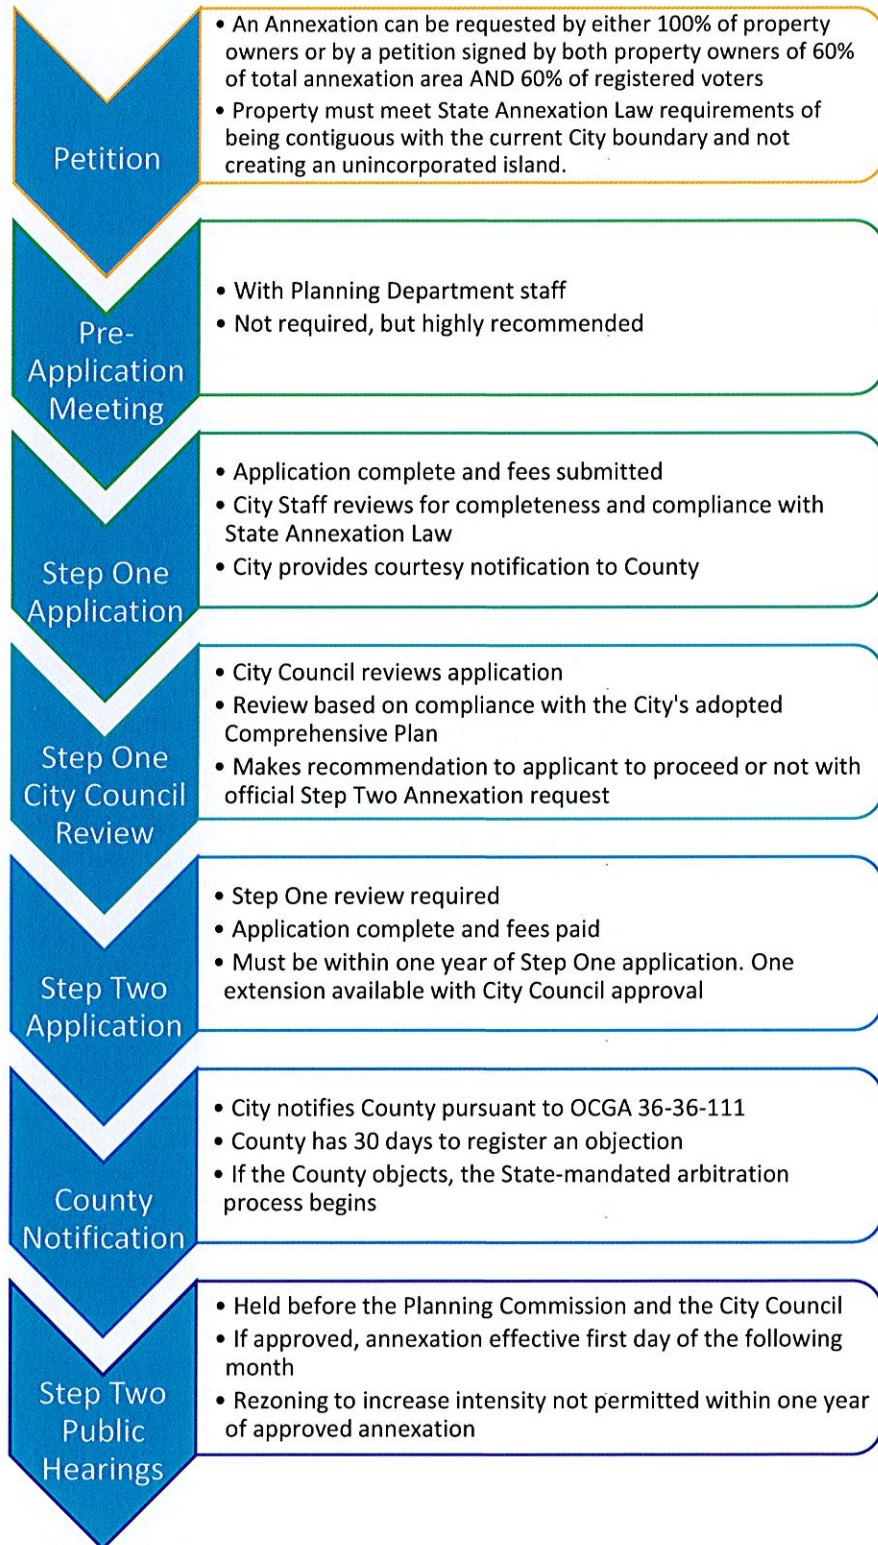 Petition
• An Annexation can be requested by either 100% of property
owners or by a petition signed by both property owners of 60%
of total annexation area AND 60% of registered voters
• Property must meet State Annexation Law requirements of
being contiguous with the current City boundary and not
creating an unincorporated island.
Pre-
Application
Meeting
• With Planning Department staff
• Not required, but highly recommended
Step One
Application
• Application complete and fees submitted
• City Staff reviews for completeness and compliance with
State Annexation Law
• City provides courtesy notification to County
Step One
City Council
Review
• City Council reviews application
• Review based on compliance with the City's adopted
Comprehensive Plan
• Makes recommendation to applicant to proceed or not with
official Step Two Annexation request
Step Two
Application
• Step One review required
• Application complete and fees paid
• Must be within one year of Step One application. One
extension available with City Council approval
County
Notification
• City notifies County pursuant to OCGA 36-36-111
• County has 30 days to register an objection
• If the County objects, the State-mandated arbitration
process begins
Step Two
Public
Hearings
• Held before the Planning Commission and the City Council
• If approved, annexation effective first day of the following
month
• Rezoning to increase intensity not permitted within one year
of approved annexation